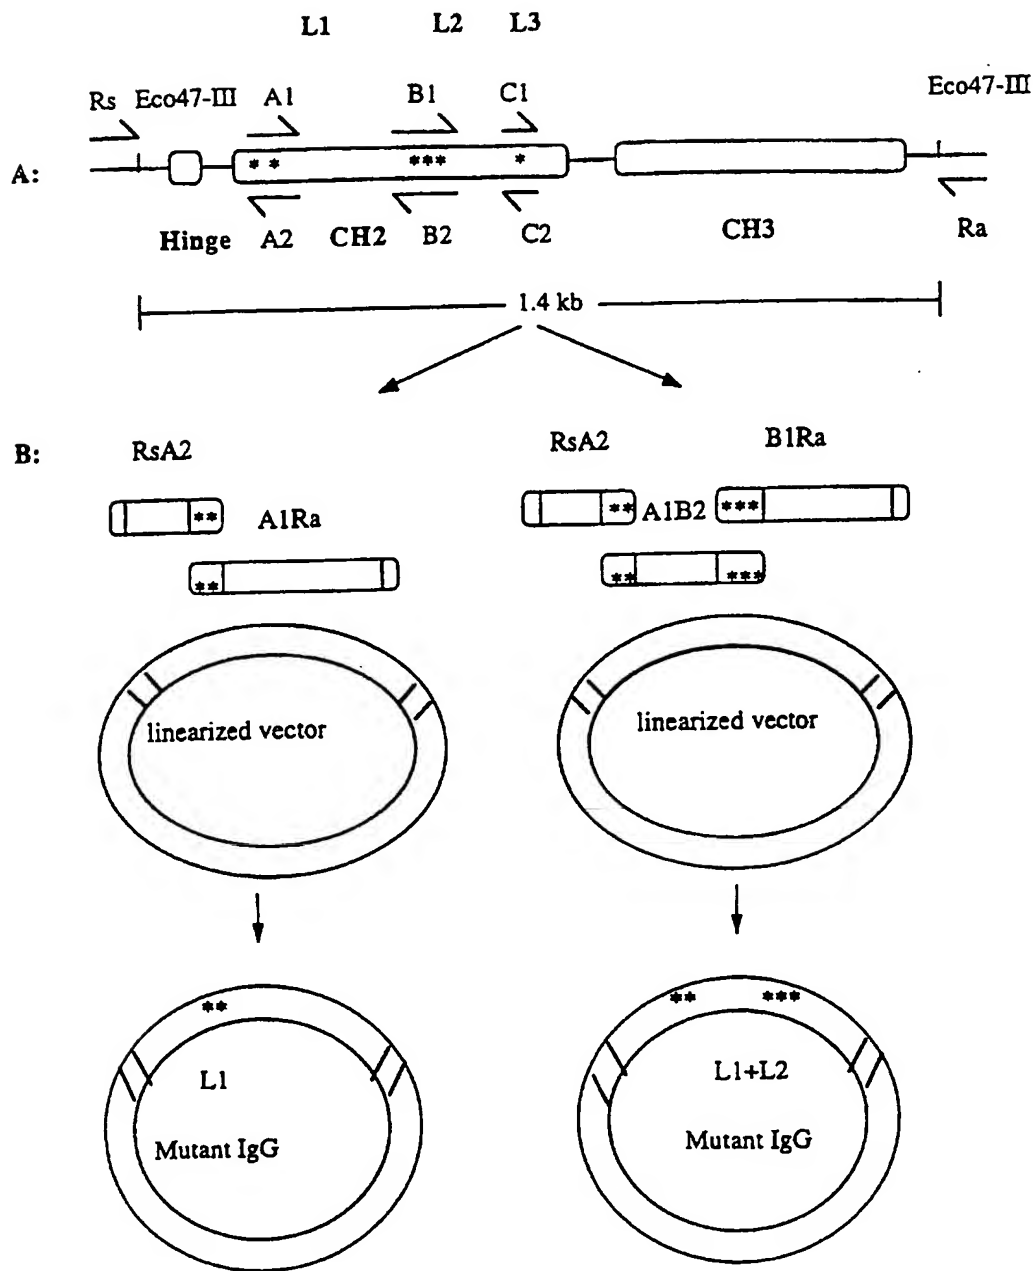 L1 L2 L3
Rs Eco47-III A1 B1 C1 Eco47-III
A:
** *** *
Hinge A2 CH2 B2 C2 CH3 Ra
1.4 kb
B: RsA2 RsA2 B1Ra
** A1Ra ** A1B2 ***
** ** ***
linearized vector linearized vector
** ** ***
L1 L1+L2
Mutant IgG Mutant IgG